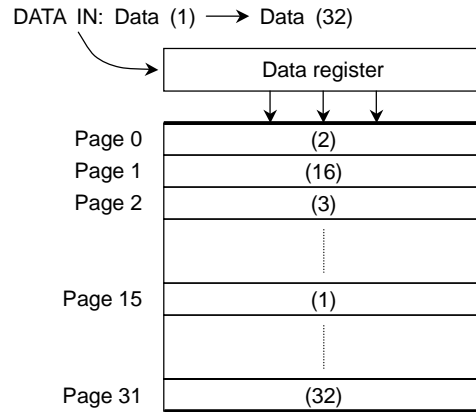 DATA IN: Data (1) → Data (32)
Data register
Page 0 (2)
Page 1 (16)
Page 2 (3)
Page 15 (1)
Page 31 (32)